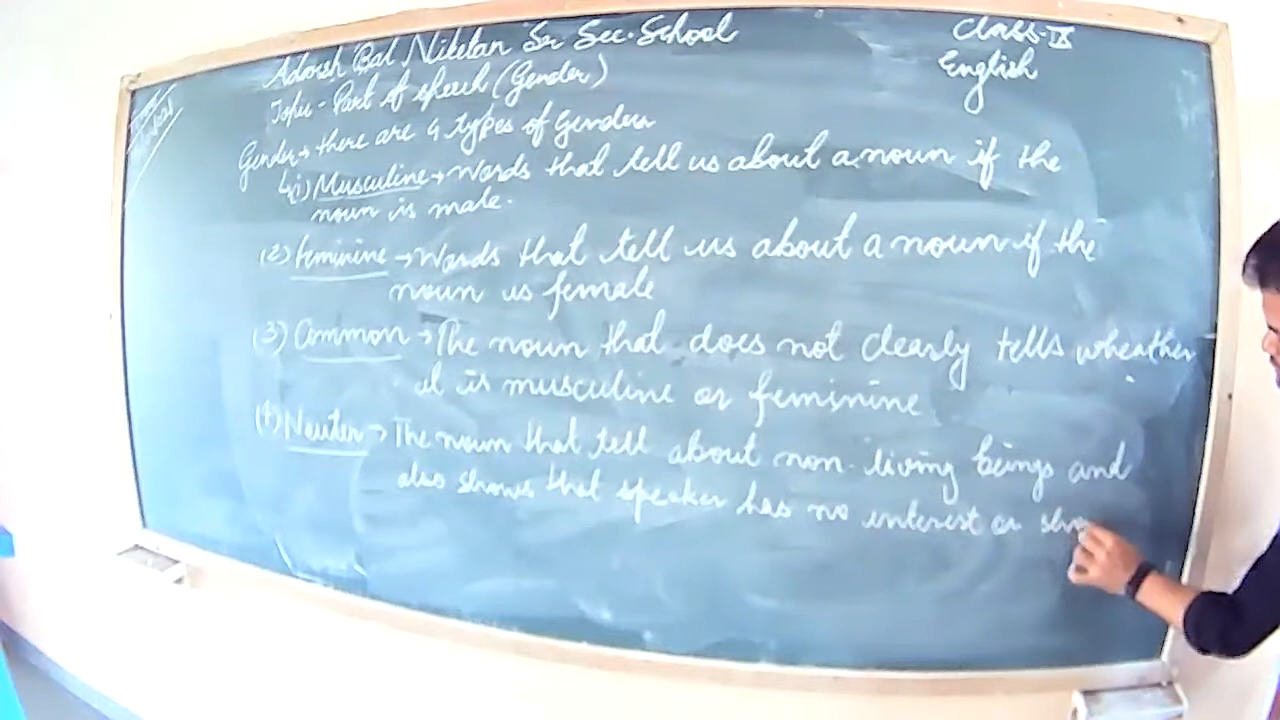 Adarsh Bal Niketan Sr Sec. School
Class-IX
English
Topic - Part of speech (Gender)
Gender → there are 4 types of Genders
(1) Musculine → Words that tell us about a noun if the
noun is male.
(2) Feminine → Words that tell us about a noun if the
noun is female
(3) Common → The noun that does not clearly tells wheather
it is musculine or feminine
(4) Neuter → The noun that tell about non-living beings and
also shows that speaker has no interest or sho